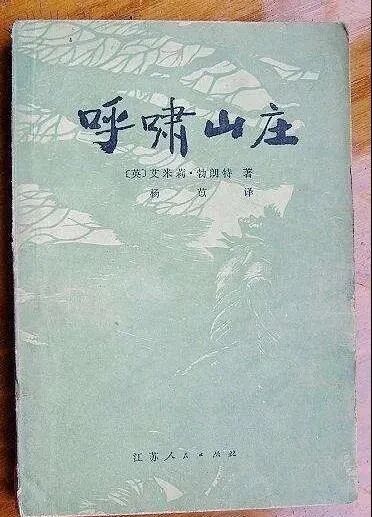 呼啸山庄
〔英〕艾米莉·勃朗特 著
杨苡 译
江苏人民出版社